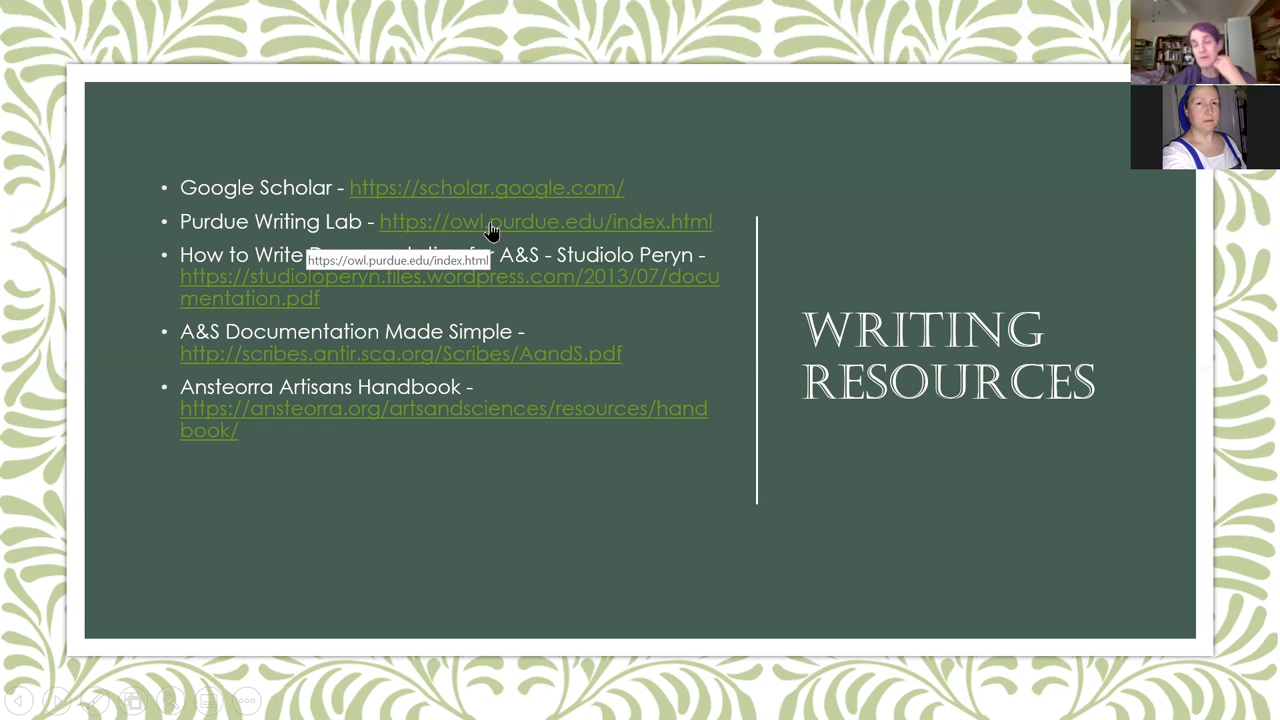 Google Scholar - https://scholar.google.com/
Purdue Writing Lab - https://owl.purdue.edu/index.html
How to Write Documentation for A&S - Studiolo Peryn -
https://owl.purdue.edu/index.html
https://studioloperyn.files.wordpress.com/2013/07/docu
mentation.pdf
A&S Documentation Made Simple -
http://scribes.antir.sca.org/Scribes/AandS.pdf
Ansteorra Artisans Handbook -
https://ansteorra.org/artsandsciences/resources/hand
book/
WRITING
RESOURCES